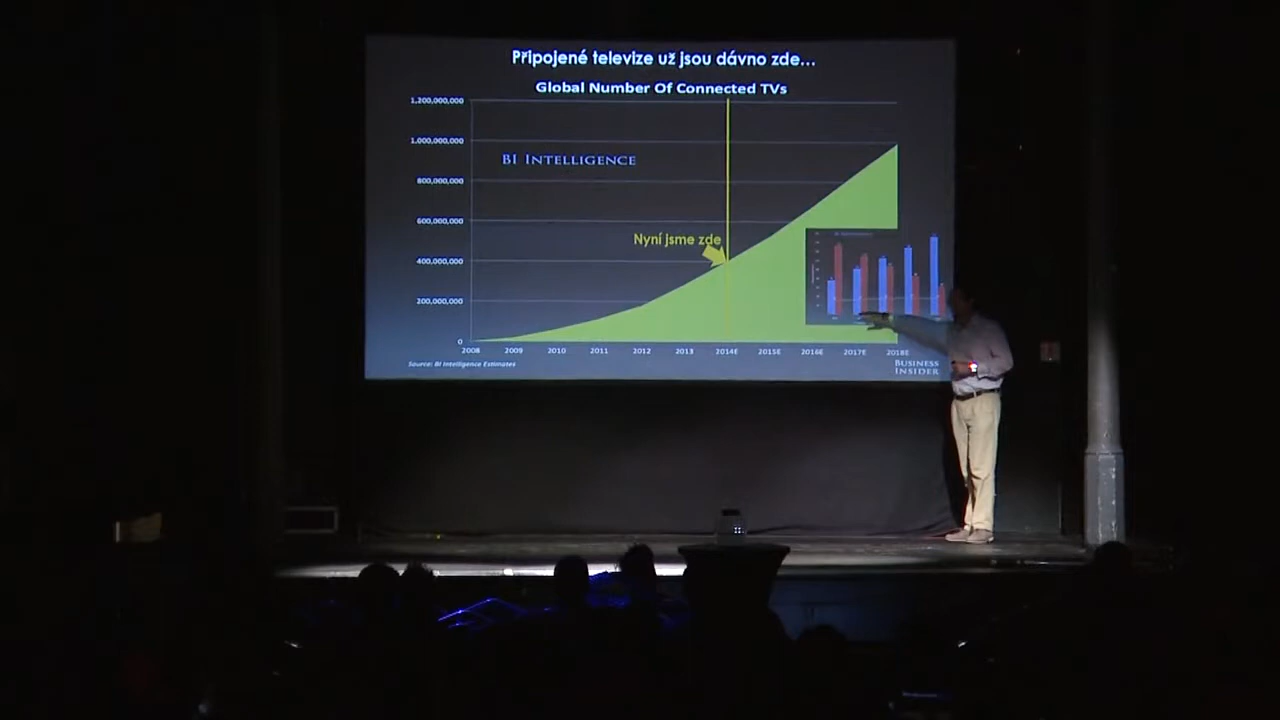 Připojené televize už jsou dávno zde...
Global Number Of Connected TVs
1,200,000,000
1,000,000,000
BI INTELLIGENCE
800,000,000
600,000,000
Nyní jsme zde
400,000,000
200,000,000
0
2008 2009 2010 2011 2012 2013 2014E 2015E 2016E 2017E 2018E
Source: BI Intelligence Estimates
BUSINESS
INSIDER